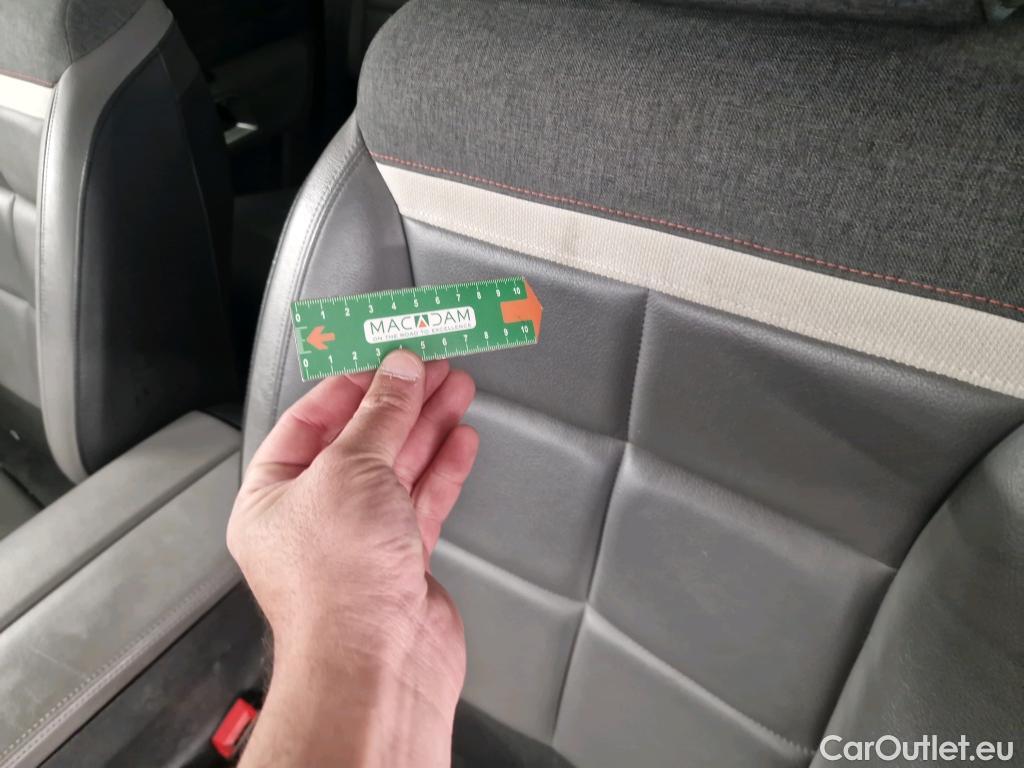 0 1 2 3 4 5 6 7 8 9 10
MACADAM
ON THE ROAD TO EXCELLENCE
0 1 2 3 5 6 7 8 9 10
CarOutlet.eu